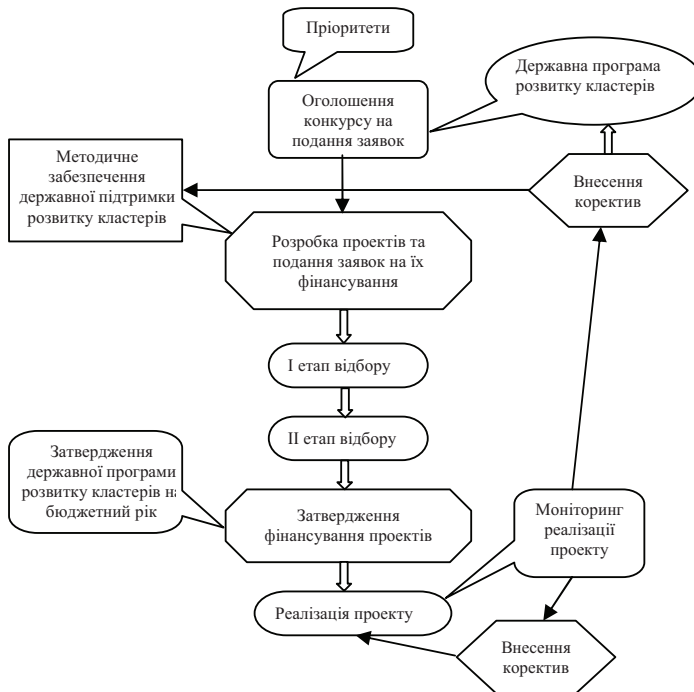 Пріоритети
Оголошення
конкурсу на
подання заявок
Державна програма
розвитку кластерів
Методичне
забезпечення
державної підтримки
розвитку кластерів
Внесення
коректив
Розробка проектів та
подання заявок на їх
фінансування
І етап відбору
ІІ етап відбору
Затвердження
державної програми
розвитку кластерів на
бюджетний рік
Затвердження
фінансування проектів
Моніторинг
реалізації
проекту
Реалізація проекту
Внесення
коректив